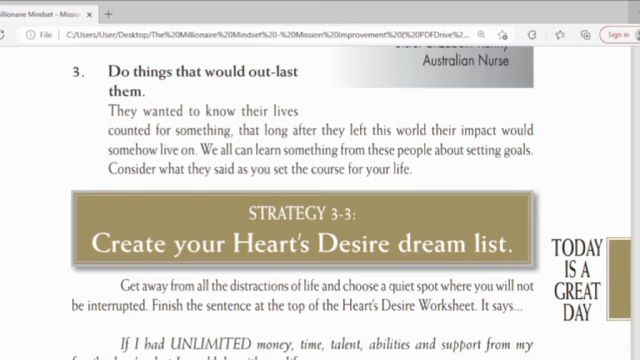 illionaire Mindset - Mission
File
C:/Users/User/Desktop/The%20Millionaire%20Mindset%20-%20Mission%20Improvement%20(%20PDFDrive%2...
Sign in
Australian Nurse
3. Do things that would out-last
them.
They wanted to know their lives
counted for something, that long after they left this world their impact would
somehow live on. We all can learn something from these people about setting goals.
Consider what they said as you set the course for your life.
STRATEGY 3-3:
Create your Heart's Desire dream list.
TODAY
IS A
GREAT
DAY
Get away from all the distractions of life and choose a quiet spot where you will not
be interrupted. Finish the sentence at the top of the Heart's Desire Worksheet. It says...
If I had UNLIMITED money, time, talent, abilities and support from my